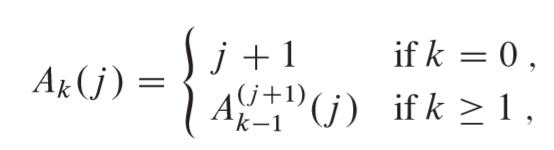 A_k(j) = { j + 1 if k = 0 ,
A_{k−1}^{(j+1)}(j) if k ≥ 1 ,